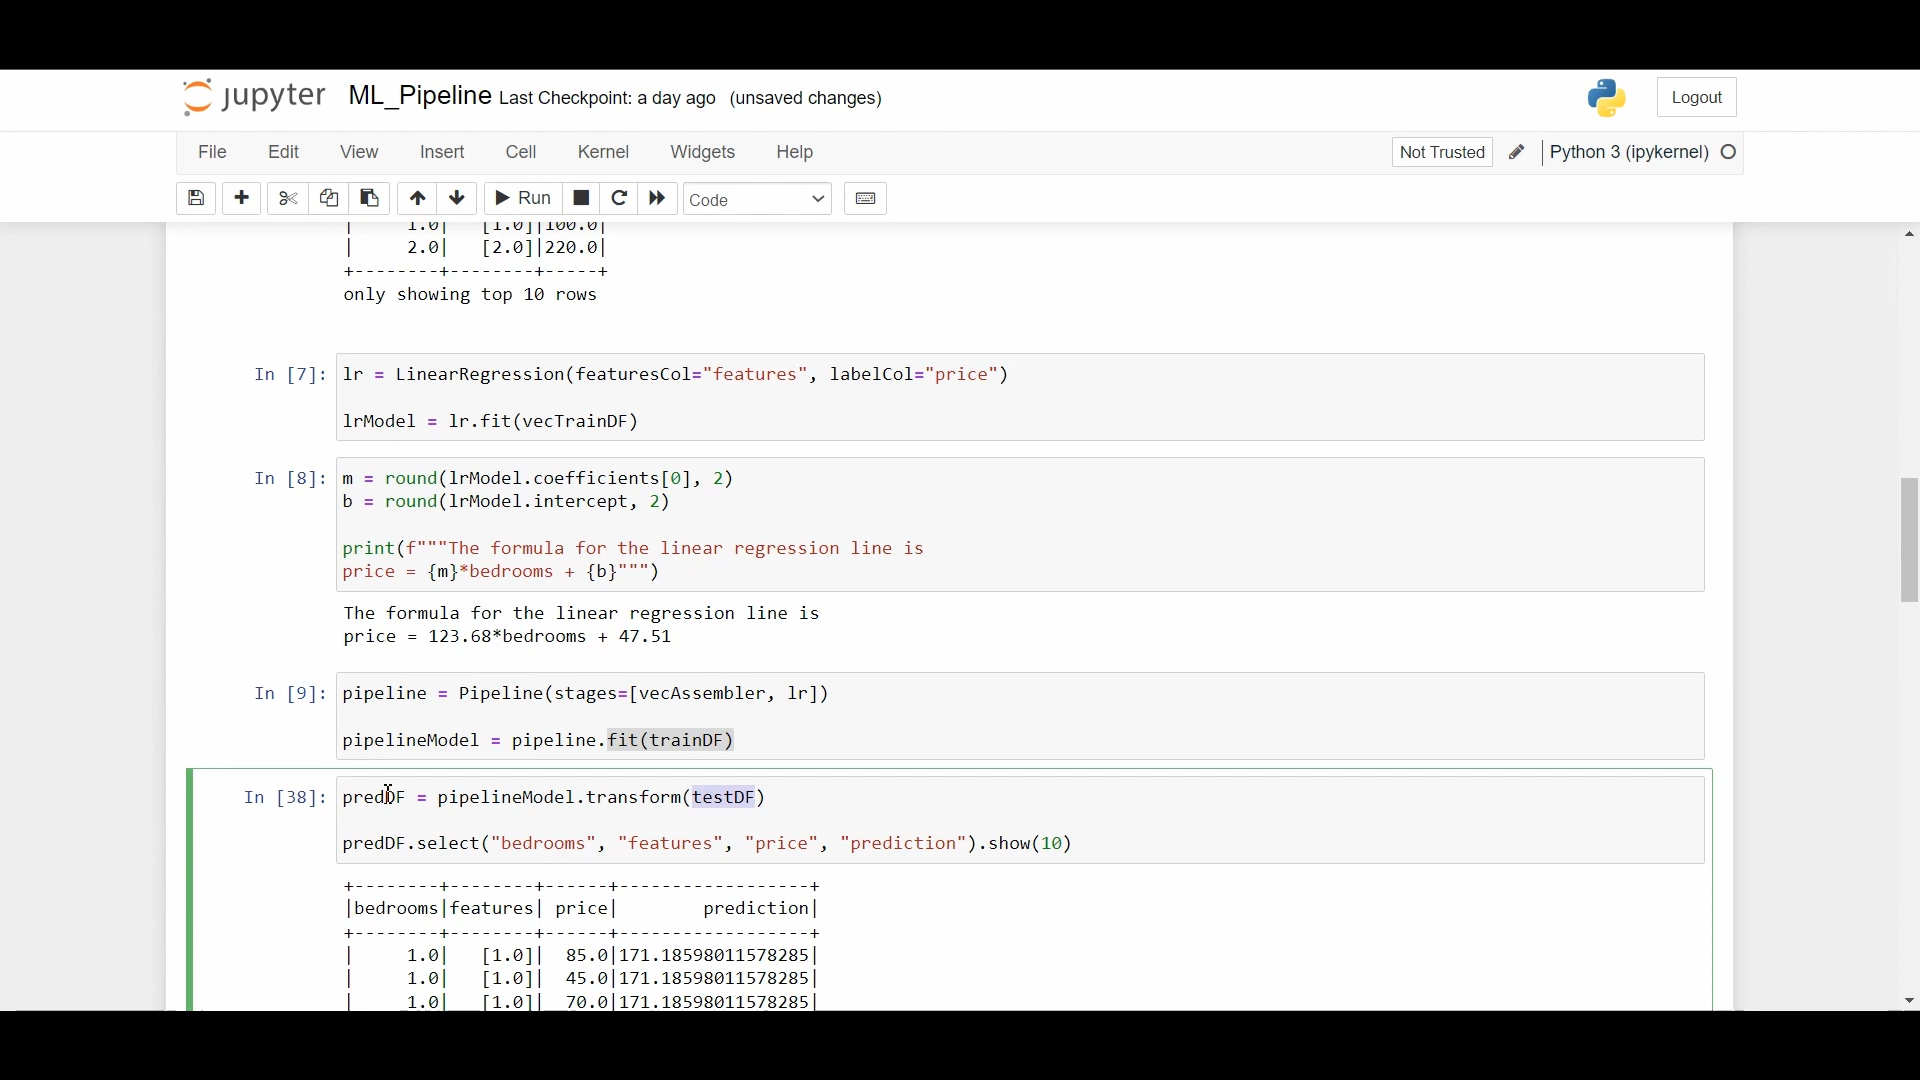 jupyter ML_Pipeline Last Checkpoint: a day ago (unsaved changes) Logout
File Edit View Insert Cell Kernel Widgets Help Not Trusted Python 3 (ipykernel)
Run Code
| 1.0| [1.0]|100.0|
| 2.0| [2.0]|220.0|
+--------+--------+-----+
only showing top 10 rows
In [7]: lr = LinearRegression(featuresCol="features", labelCol="price")
lrModel = lr.fit(vecTrainDF)
In [8]: m = round(lrModel.coefficients[0], 2)
b = round(lrModel.intercept, 2)
print(f"""The formula for the linear regression line is
price = {m}*bedrooms + {b}""")
The formula for the linear regression line is
price = 123.68*bedrooms + 47.51
In [9]: pipeline = Pipeline(stages=[vecAssembler, lr])
pipelineModel = pipeline.fit(trainDF)
In [38]: predDF = pipelineModel.transform(testDF)
predDF.select("bedrooms", "features", "price", "prediction").show(10)
+--------+--------+------+------------------+
|bedrooms|features| price| prediction|
+--------+--------+------+------------------+
| 1.0| [1.0]| 85.0|171.18598011578285|
| 1.0| [1.0]| 45.0|171.18598011578285|
| 1.0| [1.0]| 70.0|171.18598011578285|